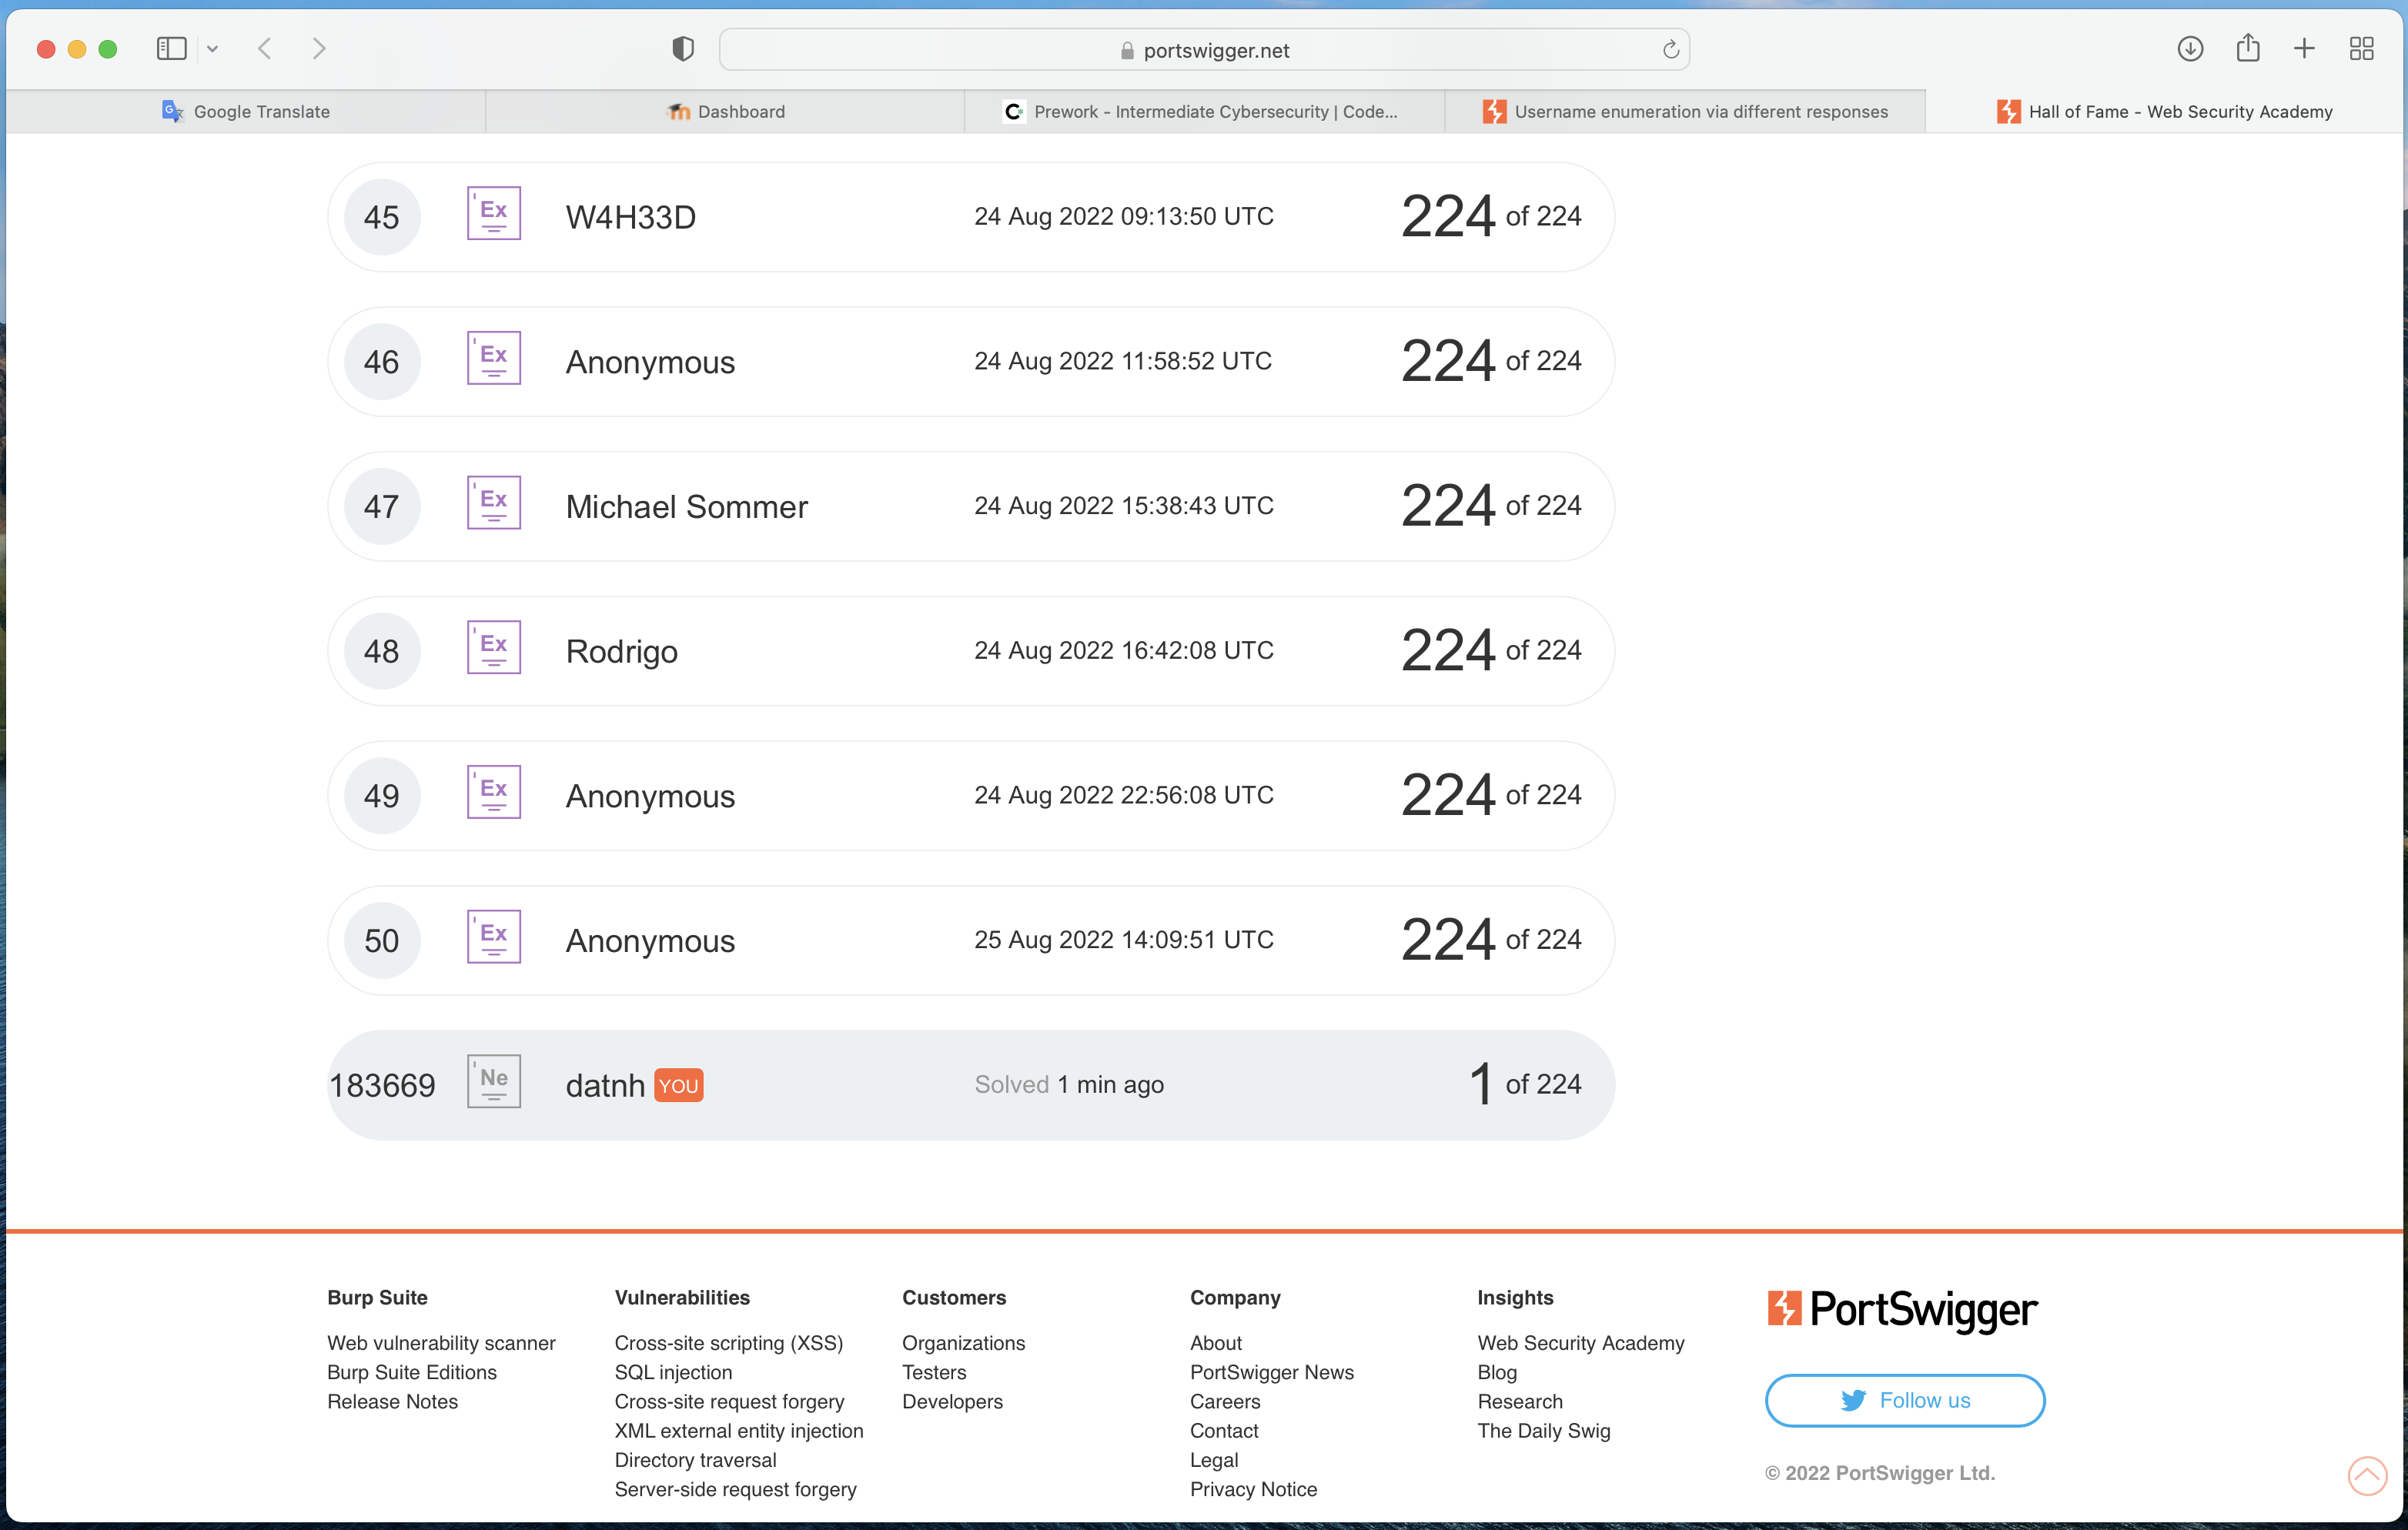 portswigger.net
Google Translate
Dashboard
Prework - Intermediate Cybersecurity | Code...
Username enumeration via different responses
Hall of Fame - Web Security Academy
45 Ex W4H33D 24 Aug 2022 09:13:50 UTC 224 of 224
46 Ex Anonymous 24 Aug 2022 11:58:52 UTC 224 of 224
47 Ex Michael Sommer 24 Aug 2022 15:38:43 UTC 224 of 224
48 Ex Rodrigo 24 Aug 2022 16:42:08 UTC 224 of 224
49 Ex Anonymous 24 Aug 2022 22:56:08 UTC 224 of 224
50 Ex Anonymous 25 Aug 2022 14:09:51 UTC 224 of 224
183669 Ne datnh YOU Solved 1 min ago 1 of 224
Burp Suite
Web vulnerability scanner
Burp Suite Editions
Release Notes
Vulnerabilities
Cross-site scripting (XSS)
SQL injection
Cross-site request forgery
XML external entity injection
Directory traversal
Server-side request forgery
Customers
Organizations
Testers
Developers
Company
About
PortSwigger News
Careers
Contact
Legal
Privacy Notice
Insights
Web Security Academy
Blog
Research
The Daily Swig
PortSwigger
Follow us
© 2022 PortSwigger Ltd.